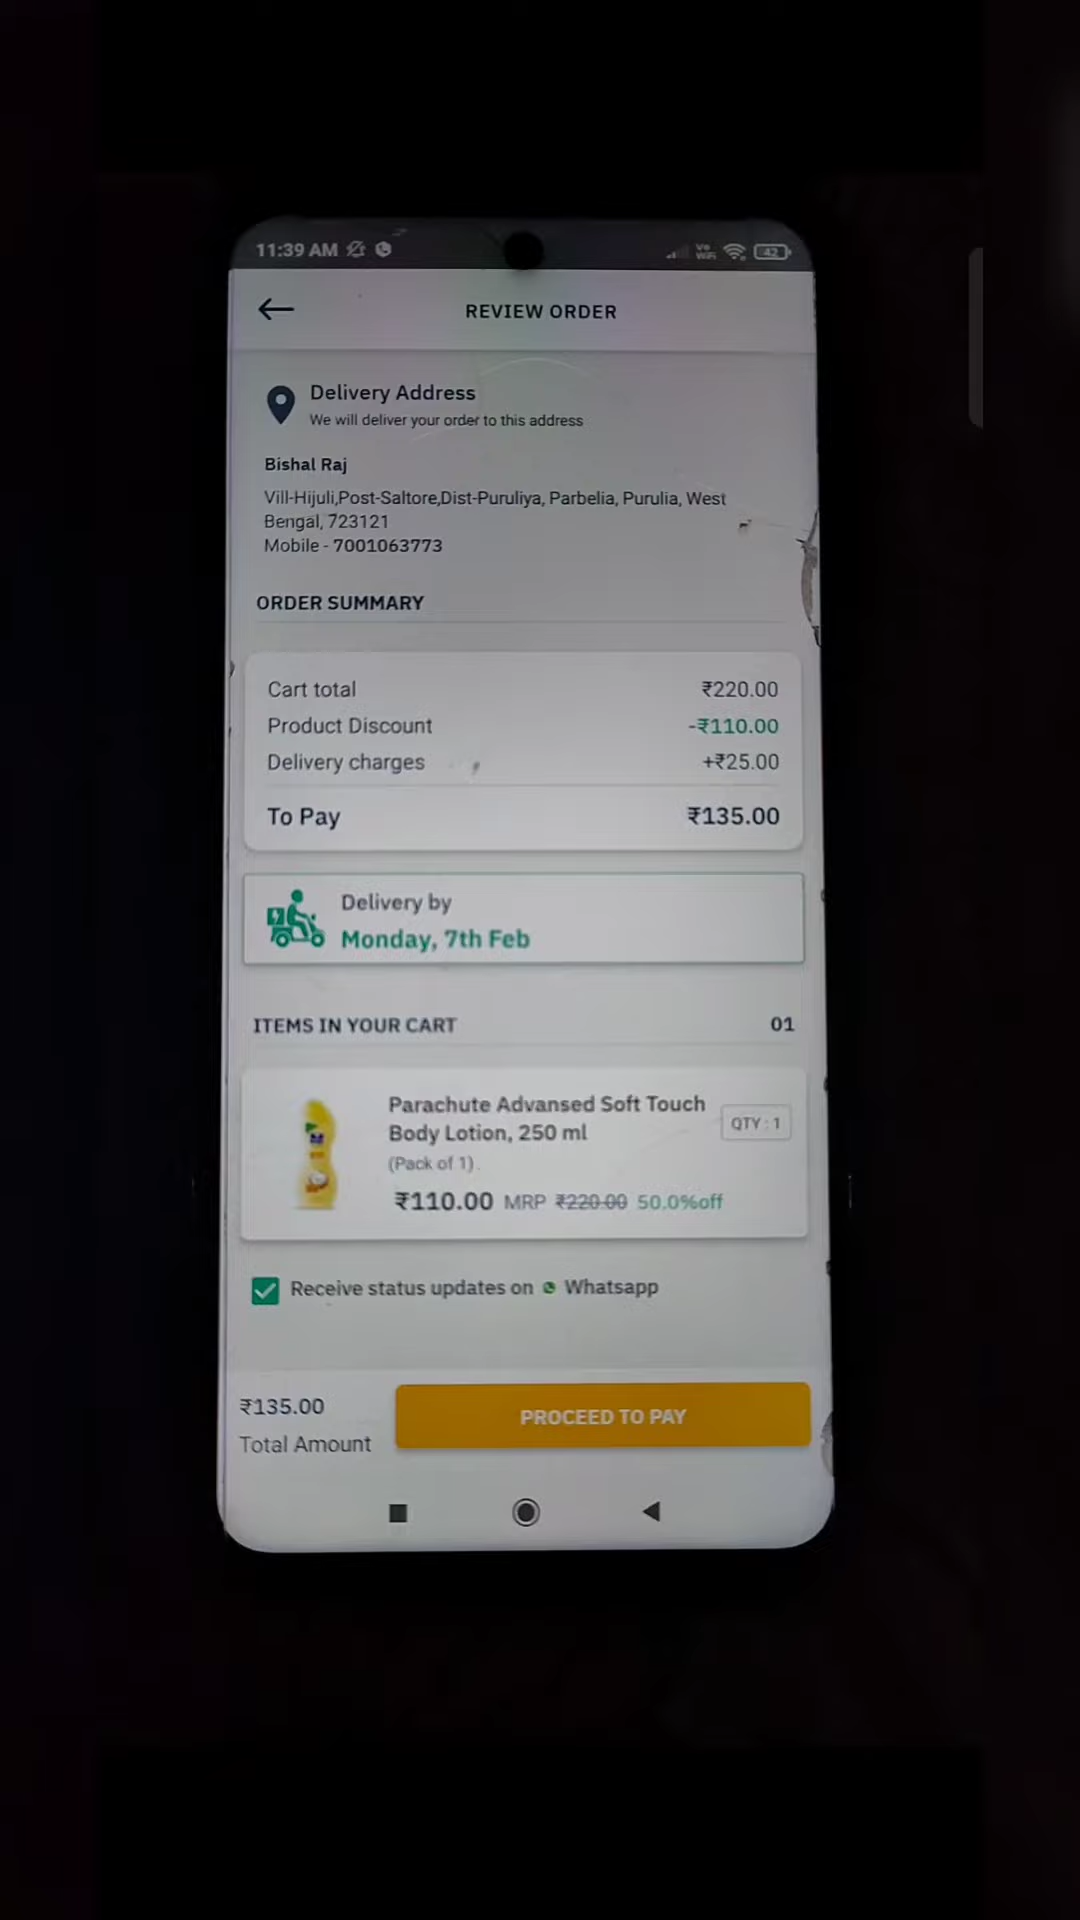 11:39 AM
Vo
WiFi
42
REVIEW ORDER
Delivery Address
We will deliver your order to this address
Bishal Raj
Vill-Hijuli,Post-Saltore,Dist-Puruliya, Parbelia, Purulia, West
Bengal, 723121
Mobile - 7001063773
ORDER SUMMARY
Cart total ₹220.00
Product Discount -₹110.00
Delivery charges +₹25.00
To Pay ₹135.00
Delivery by
Monday, 7th Feb
ITEMS IN YOUR CART 01
Parachute Advansed Soft Touch
Body Lotion, 250 ml
QTY : 1
(Pack of 1)
₹110.00 MRP ₹220.00 50.0%off
Receive status updates on Whatsapp
₹135.00
Total Amount
PROCEED TO PAY